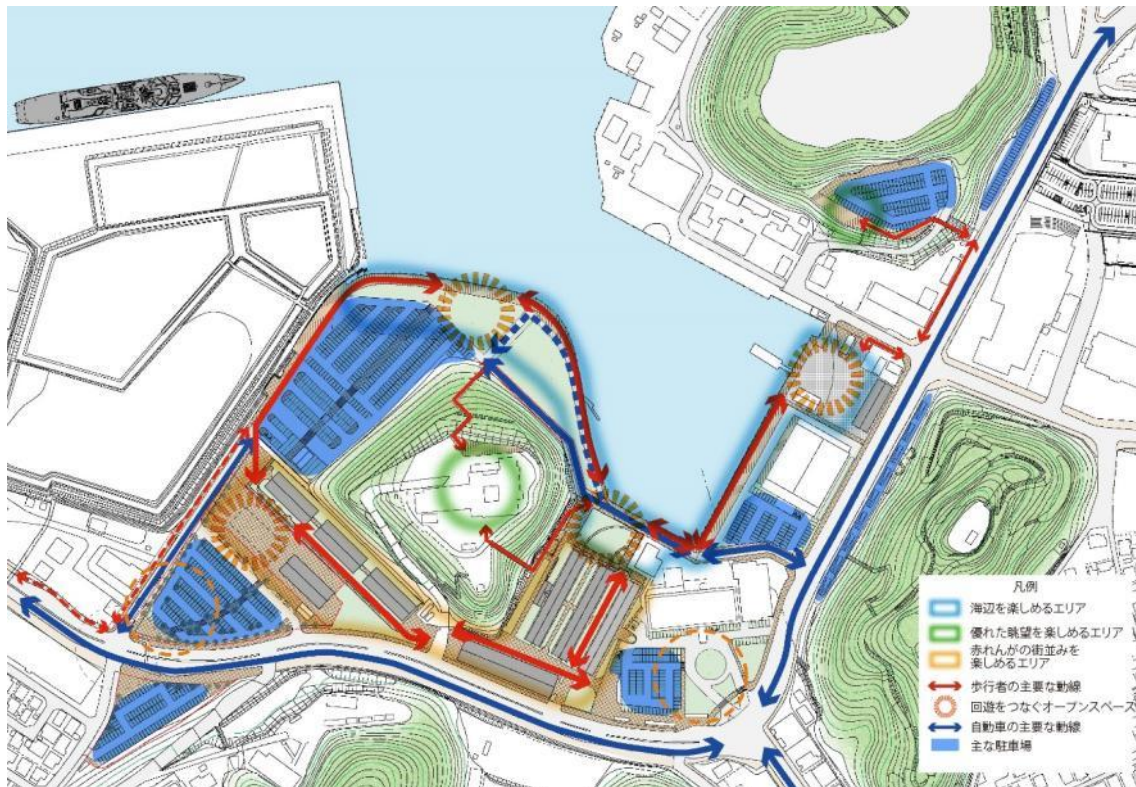 凡例
海辺を楽しめるエリア
優れた眺望を楽しめるエリア
赤れんがの街並みを
楽しめるエリア
歩行者の主要な動線
回遊をつなぐオープンスペース
自動車の主要な動線
主な駐車場